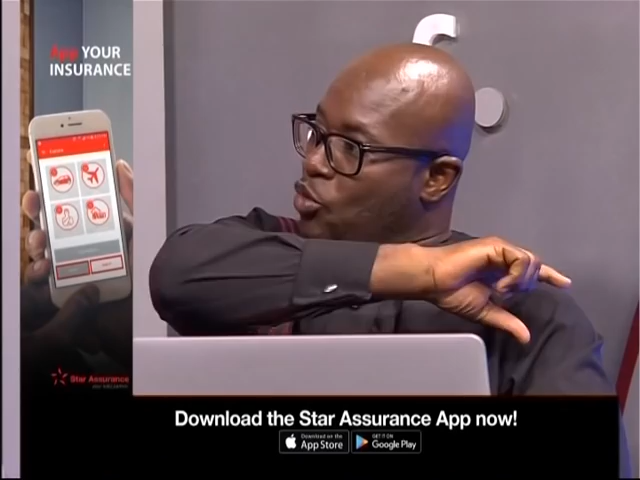 App YOUR
INSURANCE
Star Assurance
Download the Star Assurance App now!
Download on the
App Store
GET IT ON
Google Play